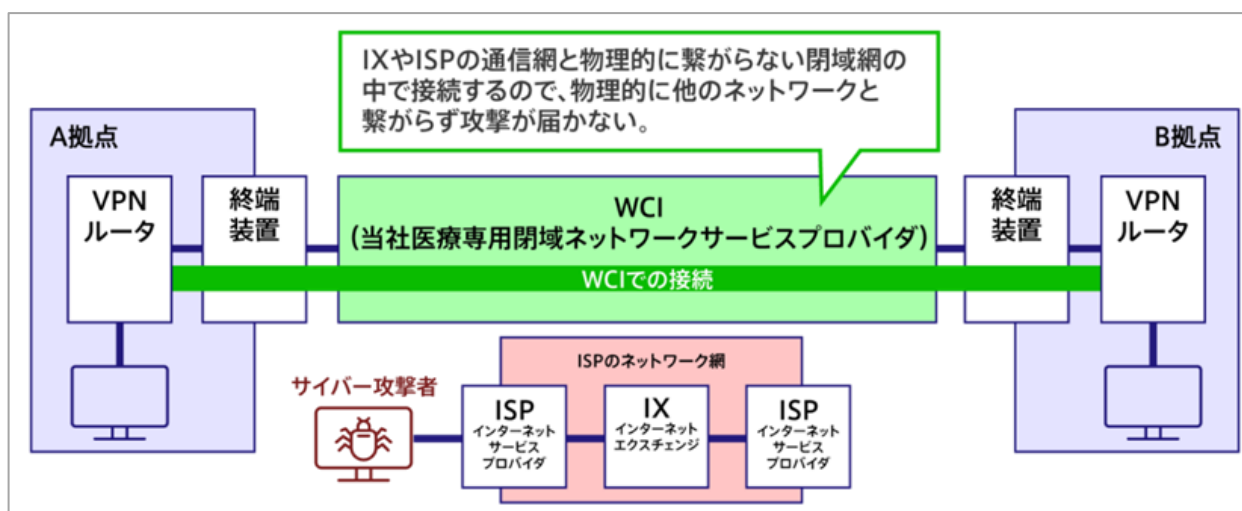 IXやISPの通信網と物理的に繋がらない閉域網の
中で接続するので、物理的に他のネットワークと
繋がらず攻撃が届かない。
A拠点
B拠点
VPN
ルータ
終端
装置
WCI
(当社医療専用閉域ネットワークサービスプロバイダ)
終端
装置
VPN
ルータ
WCIでの接続
ISPのネットワーク網
サイバー攻撃者
ISP
インターネット
サービス
プロバイダ
IX
インターネット
エクスチェンジ
ISP
インターネット
サービス
プロバイダ